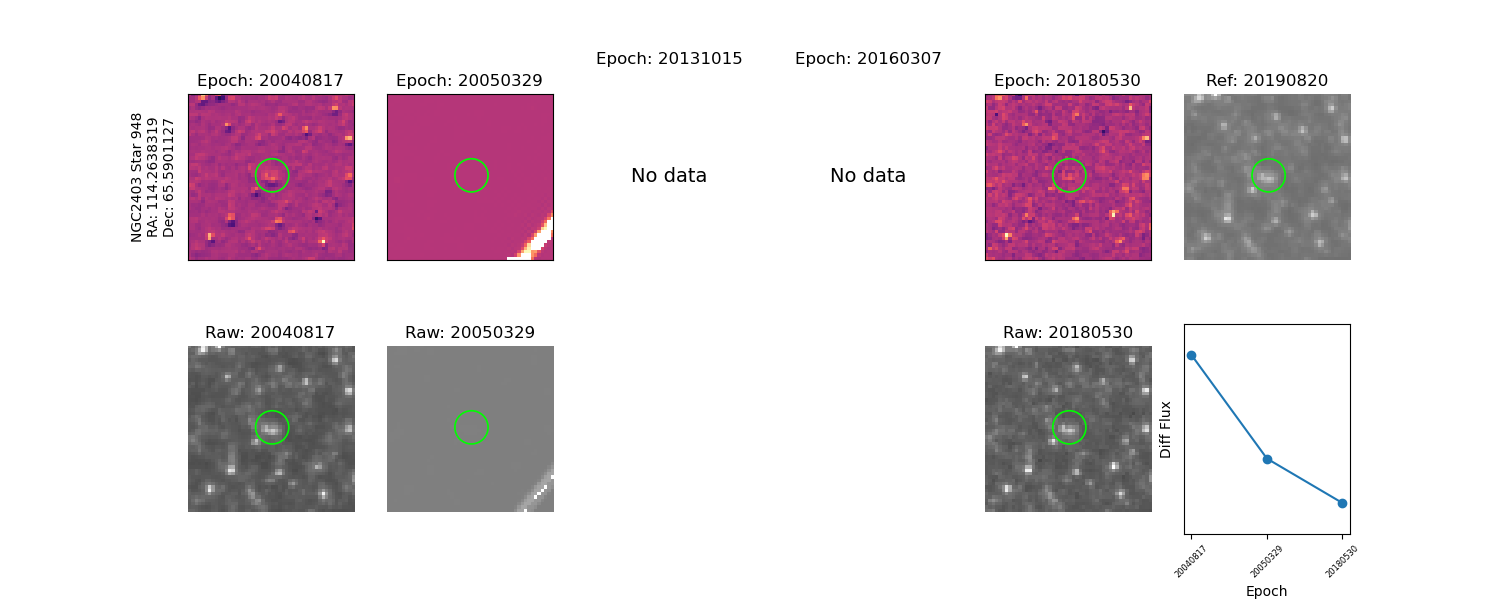 Epoch: 20131015
Epoch: 20160307
Epoch: 20040817
Epoch: 20050329
Epoch: 20180530
Ref: 20190820
NGC2403 Star 948
RA: 114.2638319
Dec: 65.5901127
No data
No data
Raw: 20040817
Raw: 20050329
Raw: 20180530
Diff Flux
20040817
20050329
20180530
Epoch